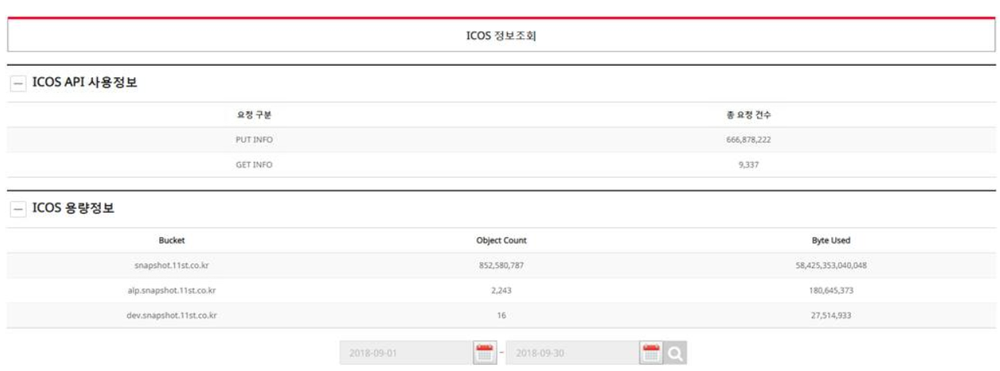 ICOS 정보조회
ICOS API 사용정보
요청 구분 총 요청 건수
PUT INFO 666,878,222
GET INFO 9,337
ICOS 용량정보
Bucket Object Count Byte Used
snapshot.11st.co.kr 852,580,787 58,425,353,040,048
alp.snapshot.11st.co.kr 2,243 180,645,373
dev.snapshot.11st.co.kr 16 27,514,933
2018-09-01 - 2018-09-30